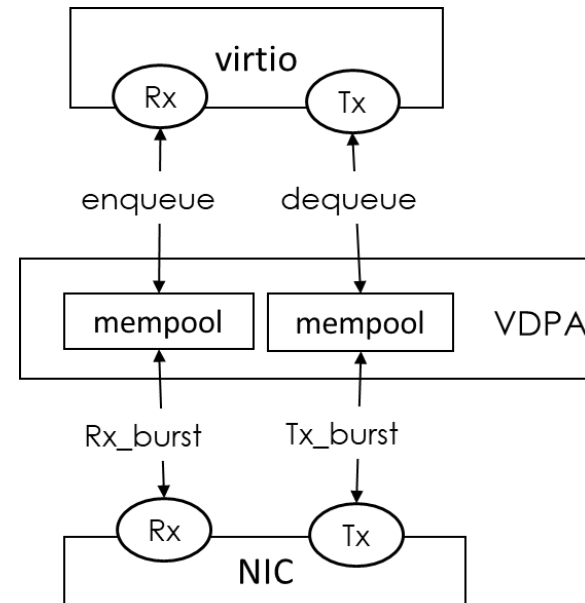 virtio
Rx Tx
enqueue dequeue
mempool mempool VDPA
Rx_burst Tx_burst
Rx Tx
NIC